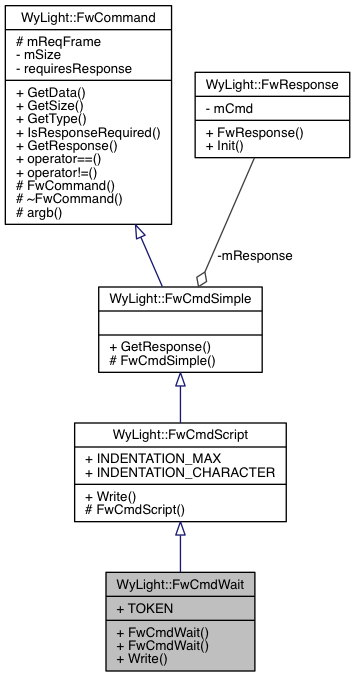 WyLight::FwCommand
# mReqFrame
- mSize
- requiresResponse
+ GetData()
+ GetSize()
+ GetType()
+ IsResponseRequired()
+ GetResponse()
+ operator==()
+ operator!=()
# FwCommand()
# ~FwCommand()
# argb()
WyLight::FwResponse
- mCmd
+ FwResponse()
+ Init()
-mResponse
WyLight::FwCmdSimple
+ GetResponse()
# FwCmdSimple()
WyLight::FwCmdScript
+ INDENTATION_MAX
+ INDENTATION_CHARACTER
+ Write()
# FwCmdScript()
WyLight::FwCmdWait
+ TOKEN
+ FwCmdWait()
+ FwCmdWait()
+ Write()